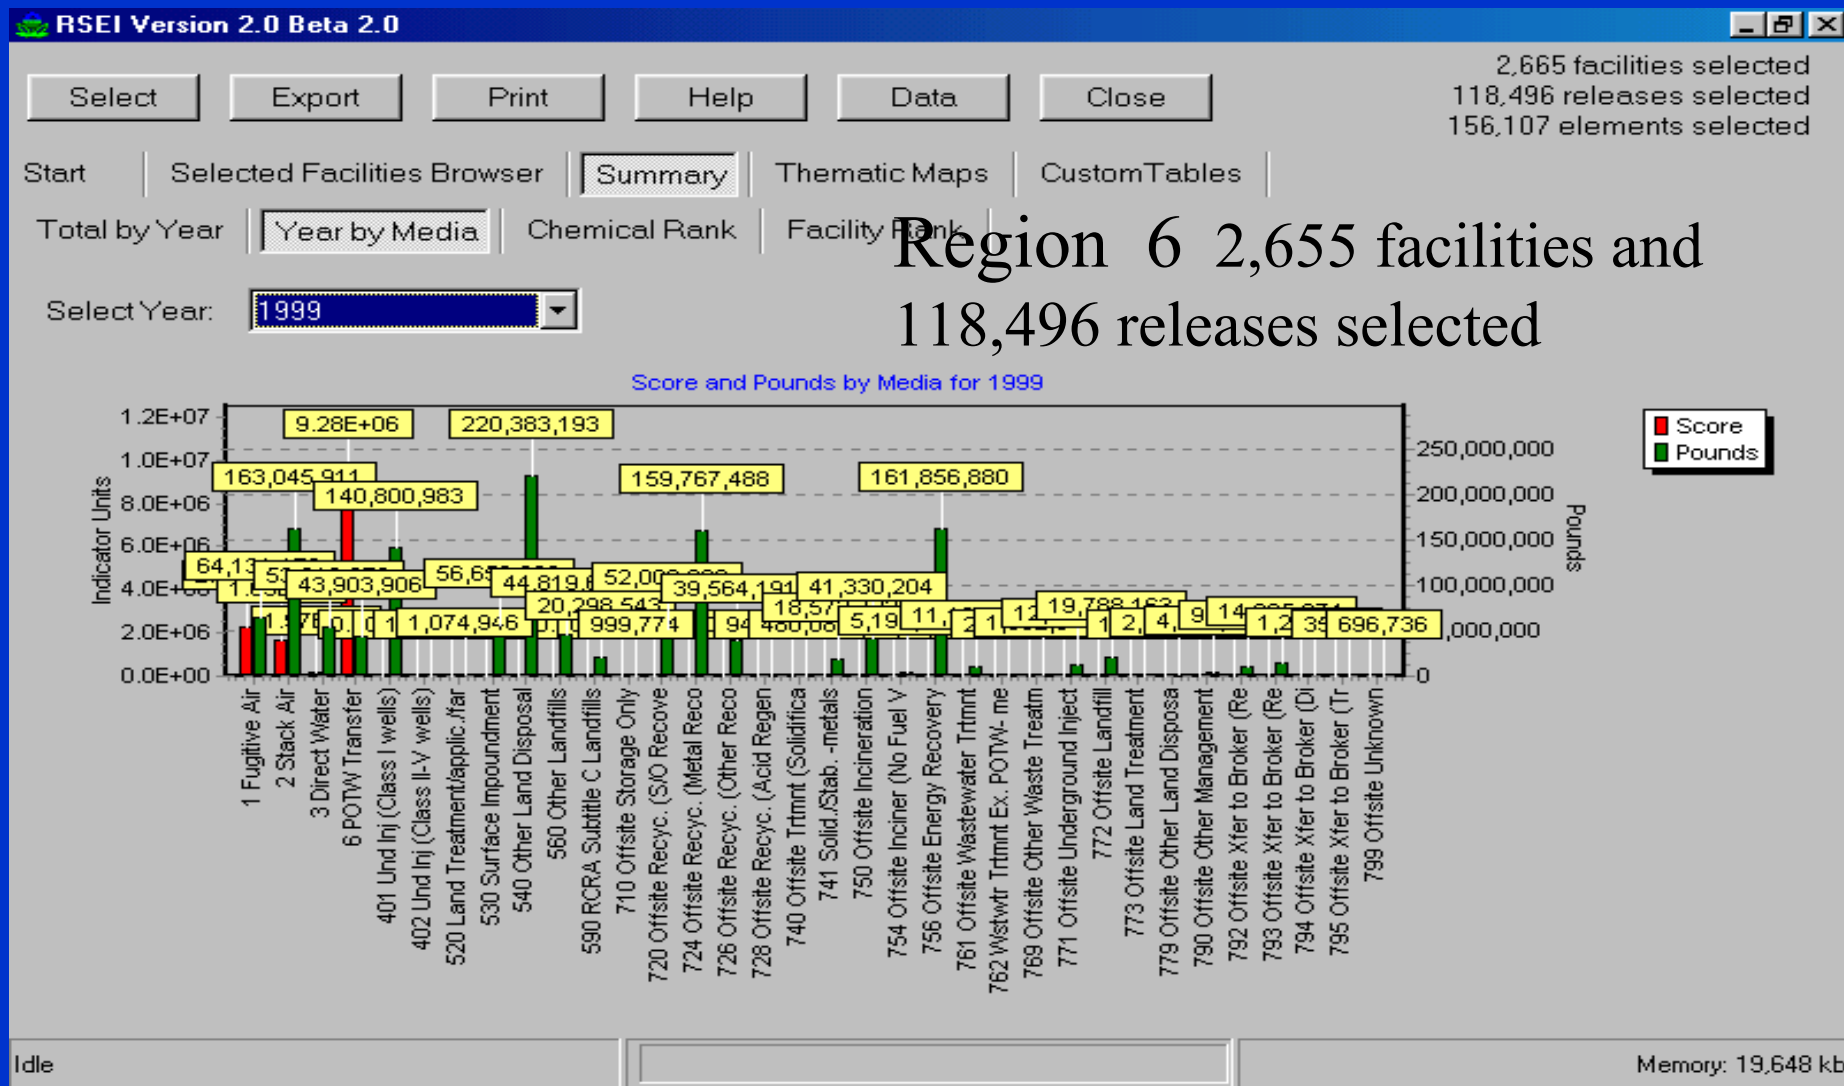 RSEI Version 2.0 Beta 2.0
2,665 facilities selected
118,496 releases selected
156,107 elements selected
Select Export Print Help Data Close
Start Selected Facilities Browser Summary Thematic Maps CustomTables
Total by Year Year by Media Chemical Rank Facility Rank
Region 6 2,655 facilities and
118,496 releases selected
Select Year: 1999
Score and Pounds by Media for 1999
Score
Pounds
Indicator Units
1.2E+07
1.0E+07
8.0E+06
6.0E+06
2.0E+06
0.0E+00
9.28E+06
220,383,193
163,045,911
140,800,983
159,767,488
161,856,880
43,903,906
39,564,191
41,330,204
20,298,543
1,074,946
999,774
19,788,163
696,736
250,000,000
200,000,000
150,000,000
100,000,000
0
Pounds
1 Fugitive Air
2 Stack Air
3 Direct Water
6 POTW Transfer
401 Und Inj (Class I wells)
402 Und Inj (Class II-V wells)
520 Land Treatment/applic./far
530 Surface Impoundment
540 Other Land Disposal
560 Other Landfills
590 RCRA Subtitle C Landfills
710 Offsite Storage Only
720 Offsite Recyc. (S/O Recove
724 Offsite Recyc. (Metal Reco
726 Offsite Recyc. (Other Reco
728 Offsite Recyc. (Acid Regen
740 Offsite Trtmnt (Solidifica
741 Solid./Stab. -metals
750 Offsite Incineration
754 Offsite Inciner (No Fuel V
756 Offsite Energy Recovery
761 Offsite Wastewater Trtmnt
762 Wstwtr Trtmnt Ex. POTW- me
769 Offsite Other Waste Treatm
771 Offsite Underground Inject
772 Offsite Landfill
773 Offsite Land Treatment
779 Offsite Other Land Disposa
790 Offsite Other Management
792 Offsite Xfer to Broker (Re
793 Offsite Xfer to Broker (Re
794 Offsite Xfer to Broker (Di
795 Offsite Xfer to Broker (Tr
799 Offsite Unknown
Idle
Memory: 19,648 kb